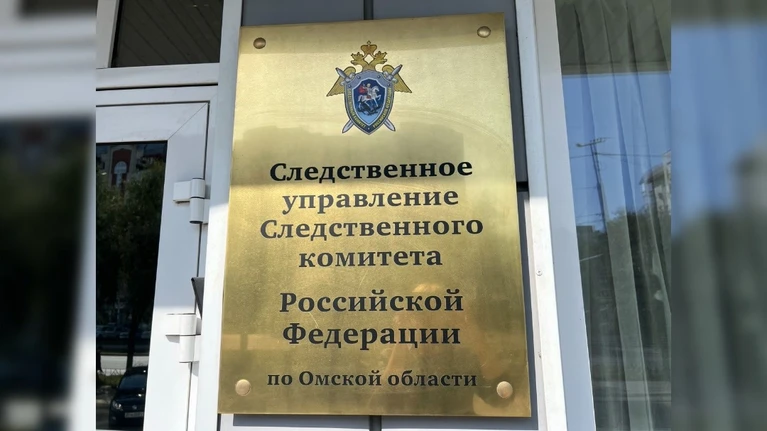 Следственное
управление
Следственного
комитета
Российской
Федерации
по Омской области